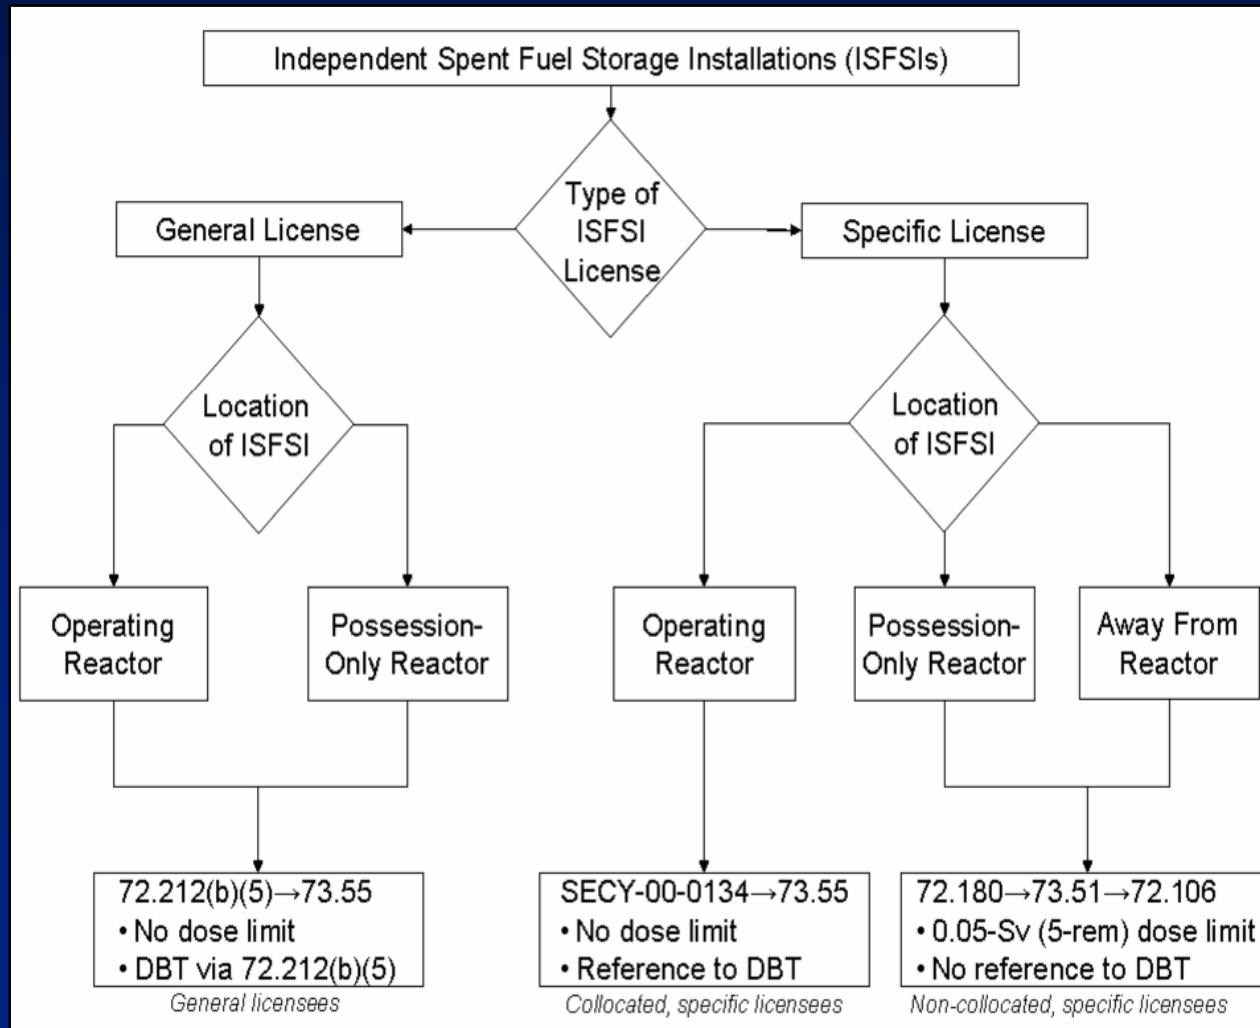 Independent Spent Fuel Storage Installations (ISFSIs)
Type of
ISFSI
License
General License
Specific License
Location
of ISFSI
Location
of ISFSI
Operating
Reactor
Possession-
Only Reactor
Operating
Reactor
Possession-
Only Reactor
Away From
Reactor
72.212(b)(5)→73.55
• No dose limit
• DBT via 72.212(b)(5)
General licensees
SECY-00-0134→73.55
• No dose limit
• Reference to DBT
Collocated, specific licensees
72.180→73.51→72.106
• 0.05-Sv (5-rem) dose limit
• No reference to DBT
Non-collocated, specific licensees